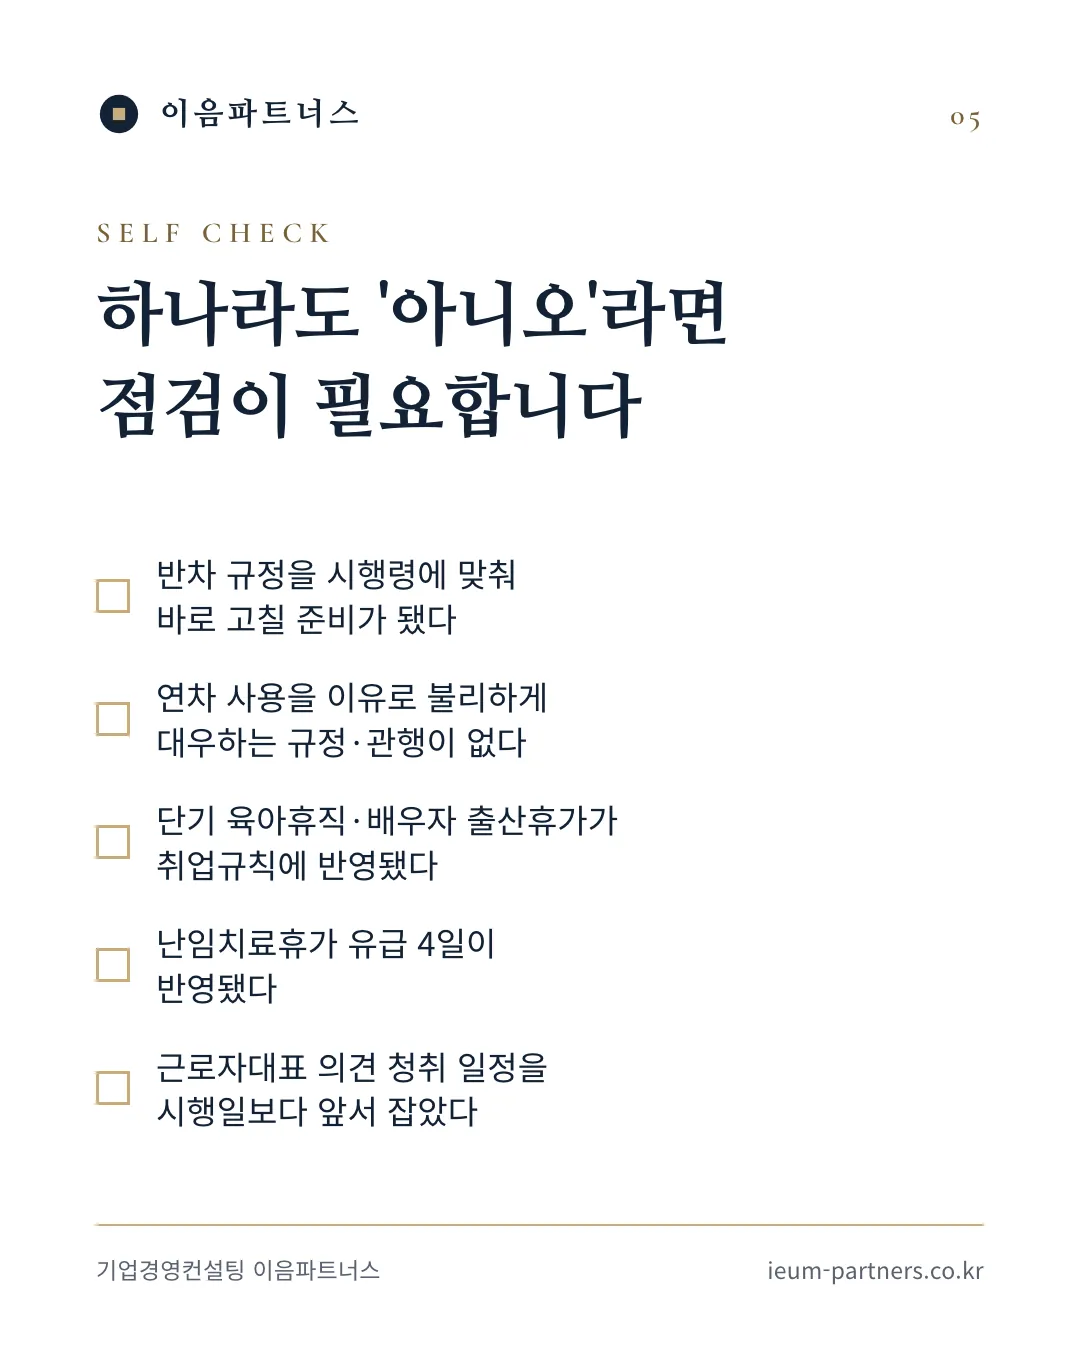 이음파트너스
05
SELF CHECK
하나라도 '아니오'라면
점검이 필요합니다
반차 규정을 시행령에 맞춰
바로 고칠 준비가 됐다
연차 사용을 이유로 불리하게
대우하는 규정·관행이 없다
단기 육아휴직·배우자 출산휴가가
취업규칙에 반영됐다
난임치료휴가 유급 4일이
반영됐다
근로자대표 의견 청취 일정을
시행일보다 앞서 잡았다
기업경영컨설팅 이음파트너스
ieum-partners.co.kr